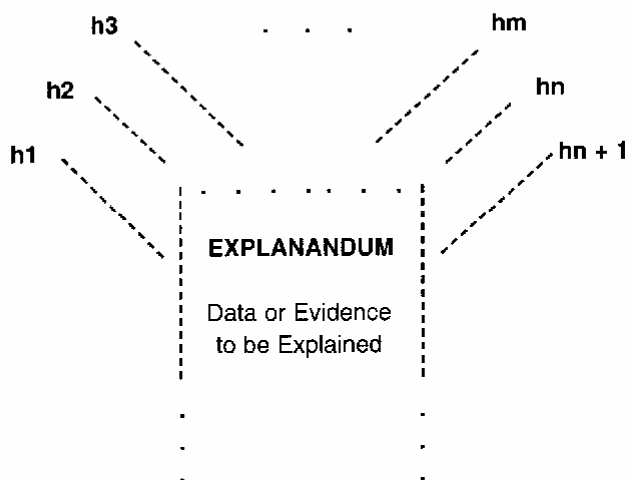 h3 . . . hm
h2 hn
h1 hn + 1
EXPLANANDUM
Data or Evidence
to be Explained